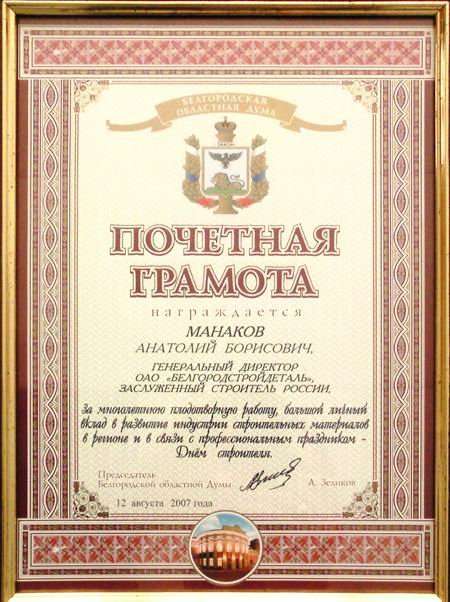 БЕЛГОРОДСКАЯ
ОБЛАСТНАЯ ДУМА
ПОЧЕТНАЯ
ГРАМОТА
награждается
МАНАКОВ
АНАТОЛИЙ БОРИСОВИЧ,
ГЕНЕРАЛЬНЫЙ ДИРЕКТОР
ОАО «БЕЛГОРОДСТРОЙДЕТАЛЬ»,
ЗАСЛУЖЕННЫЙ СТРОИТЕЛЬ РОССИИ,
за многолетнюю плодотворную работу, большой личный
вклад в развитие индустрии строительных материалов
в регионе и в связи с профессиональным праздником -
Днём строителя.
Председатель
Белгородской областной Думы
А. Зеликов
12 августа 2007 года